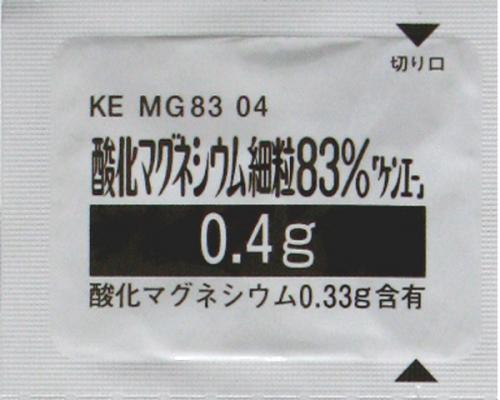 切り口
KE MG83 04
酸化マグネシウム細粒83%「ケンエー」
0.4g
酸化マグネシウム0.33g含有